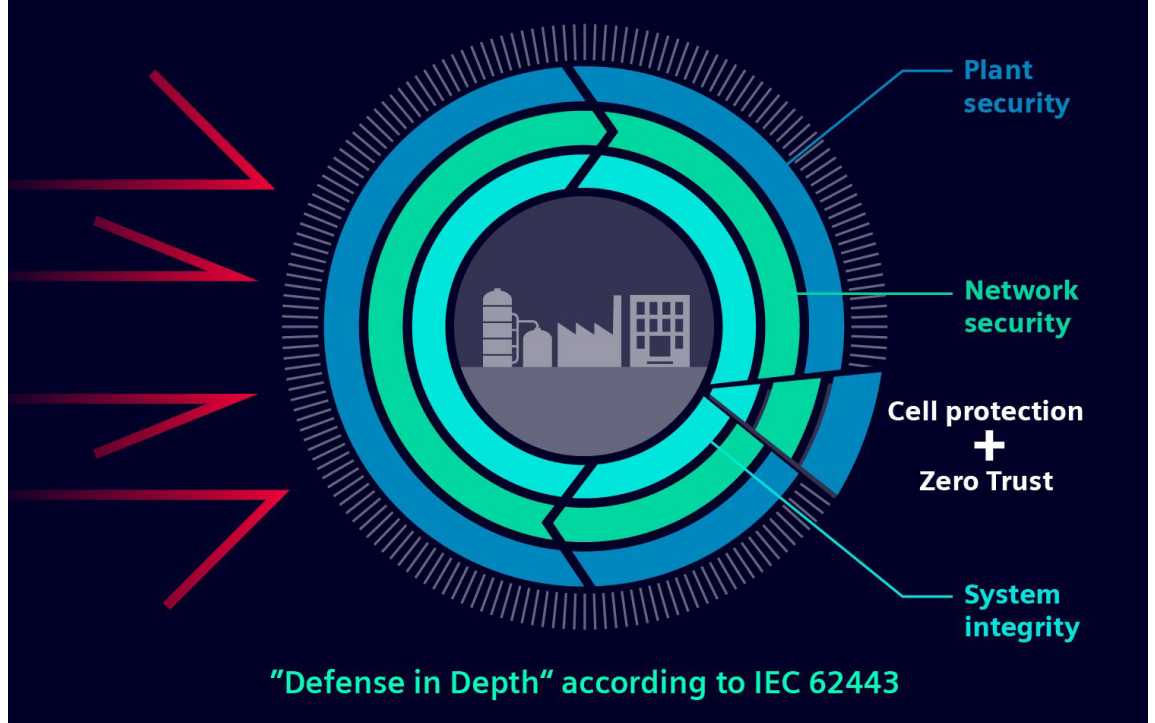 Plant
security
Network
security
Cell protection
+
Zero Trust
System
integrity
”Defense in Depth“ according to IEC 62443